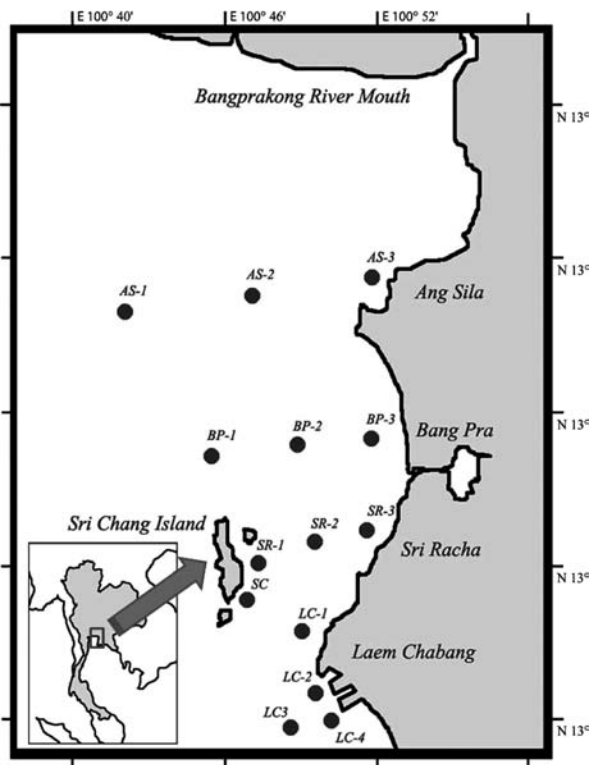 E 100° 40' E 100° 46' E 100° 52'
Bangprakong River Mouth
N 13°
N 13°
AS-3
AS-2
AS-1
Ang Sila
N 13°
BP-3
BP-2
BP-1
Bang Pra
Sri Chang Island
SR-3
SR-2
Sri Racha
SR-1
N 13°
SC
LC-1
Laem Chabang
LC-2
LC3
N 13°
LC-4